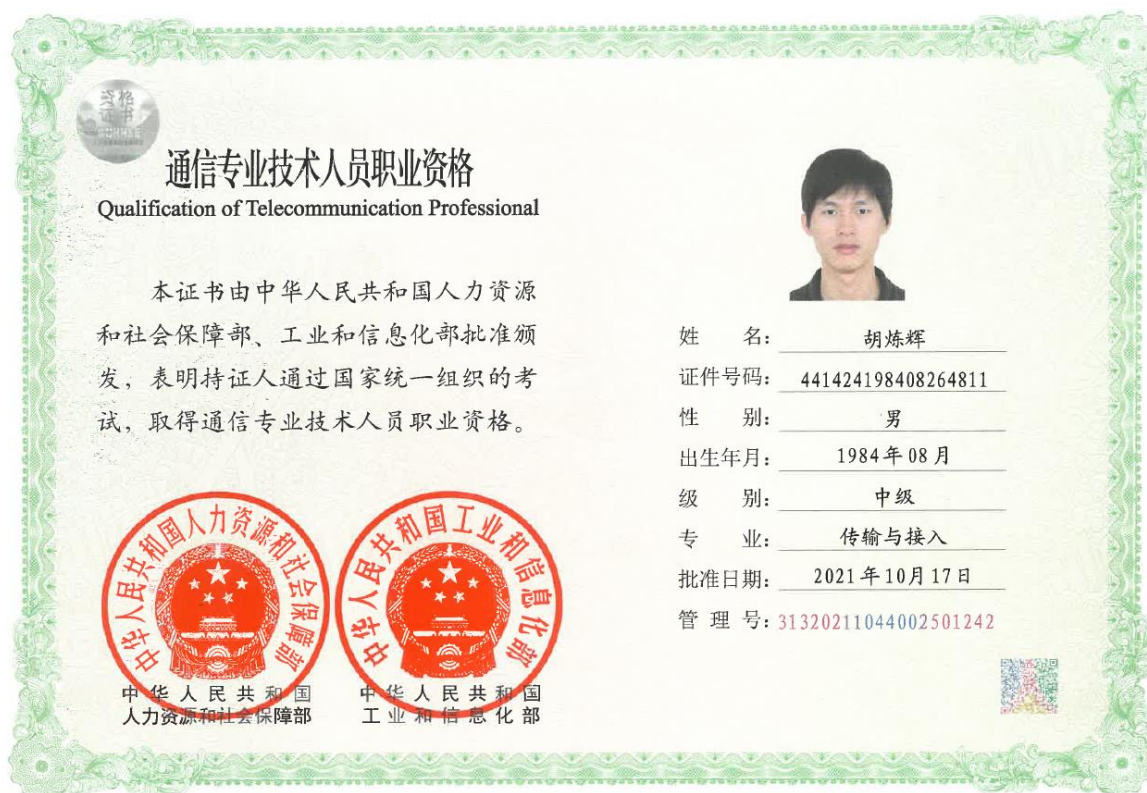 资格
证书
通信专业技术人员职业资格
Qualification of Telecommunication Professional
本证书由中华人民共和国人力资源
和社会保障部、工业和信息化部批准颁
发，表明持证人通过国家统一组织的考
试，取得通信专业技术人员职业资格。
中华人民共和国人力资源和社会保障部
中华人民共和国工业和信息化部
中华人民共和国
人力资源和社会保障部
中华人民共和国
工业和信息化部
姓 名： 胡炼辉
证件号码： 441424198408264811
性 别： 男
出生年月： 1984年08月
级 别： 中级
专 业： 传输与接入
批准日期： 2021年10月17日
管 理 号: 31320211044002501242